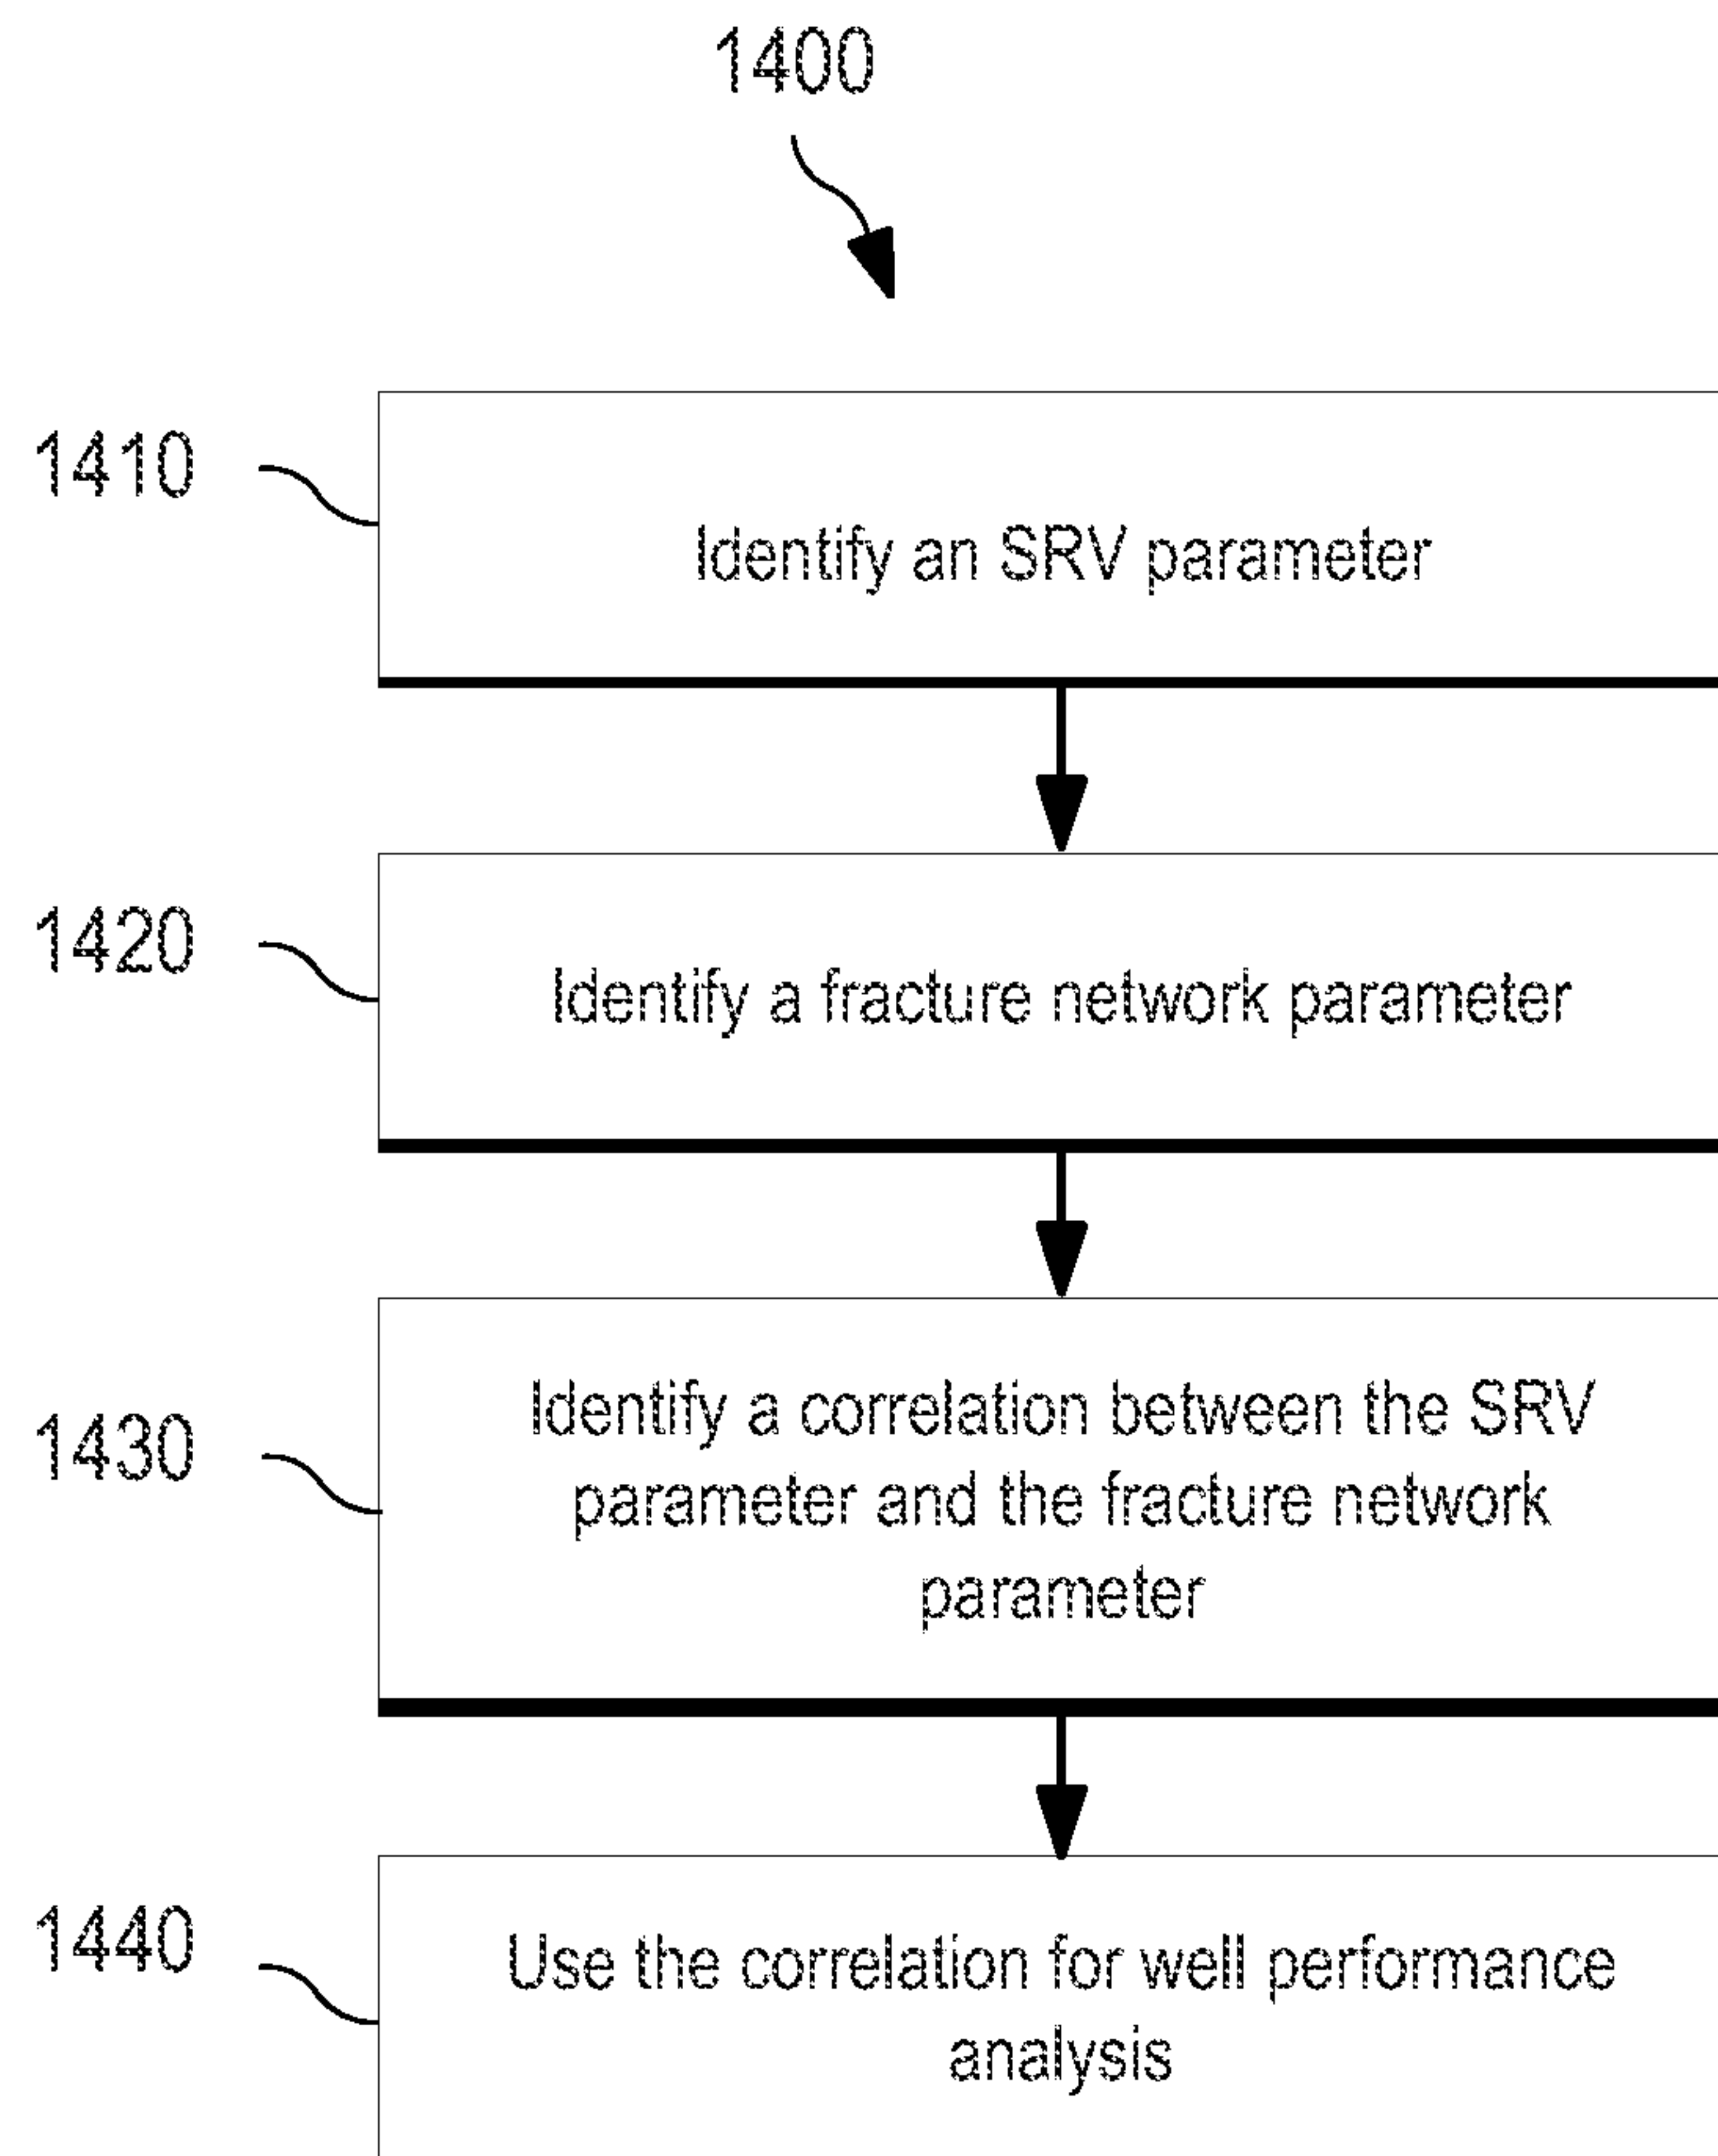 1400
1410
Identify an SRV parameter
1420
Identify a fracture network parameter
1430
Identify a correlation between the SRV
parameter and the fracture network
parameter
1440
Use the correlation for well performance
analysis